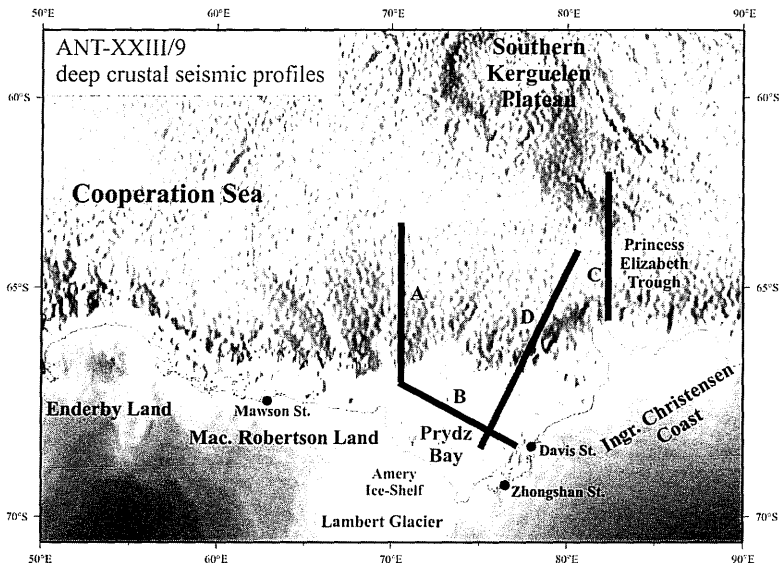 50°E
60°E
70°E
80°E
90°E
ANT-XXIII/9
deep crustal seismic profiles
Southern
Kerguelen
Plateau
60°S
60°S
Cooperation Sea
Princess
Elizabeth
Trough
65°S
65°S
A
C
D
B
Enderby Land
Mawson St.
Mac. Robertson Land
Prydz
Bay
Davis St.
Ingr. Christensen
Coast
Amery
Ice-Shelf
Zhongshan St.
Lambert Glacier
70°S
70°S
50°E
60°E
70°E
80°E
90°E